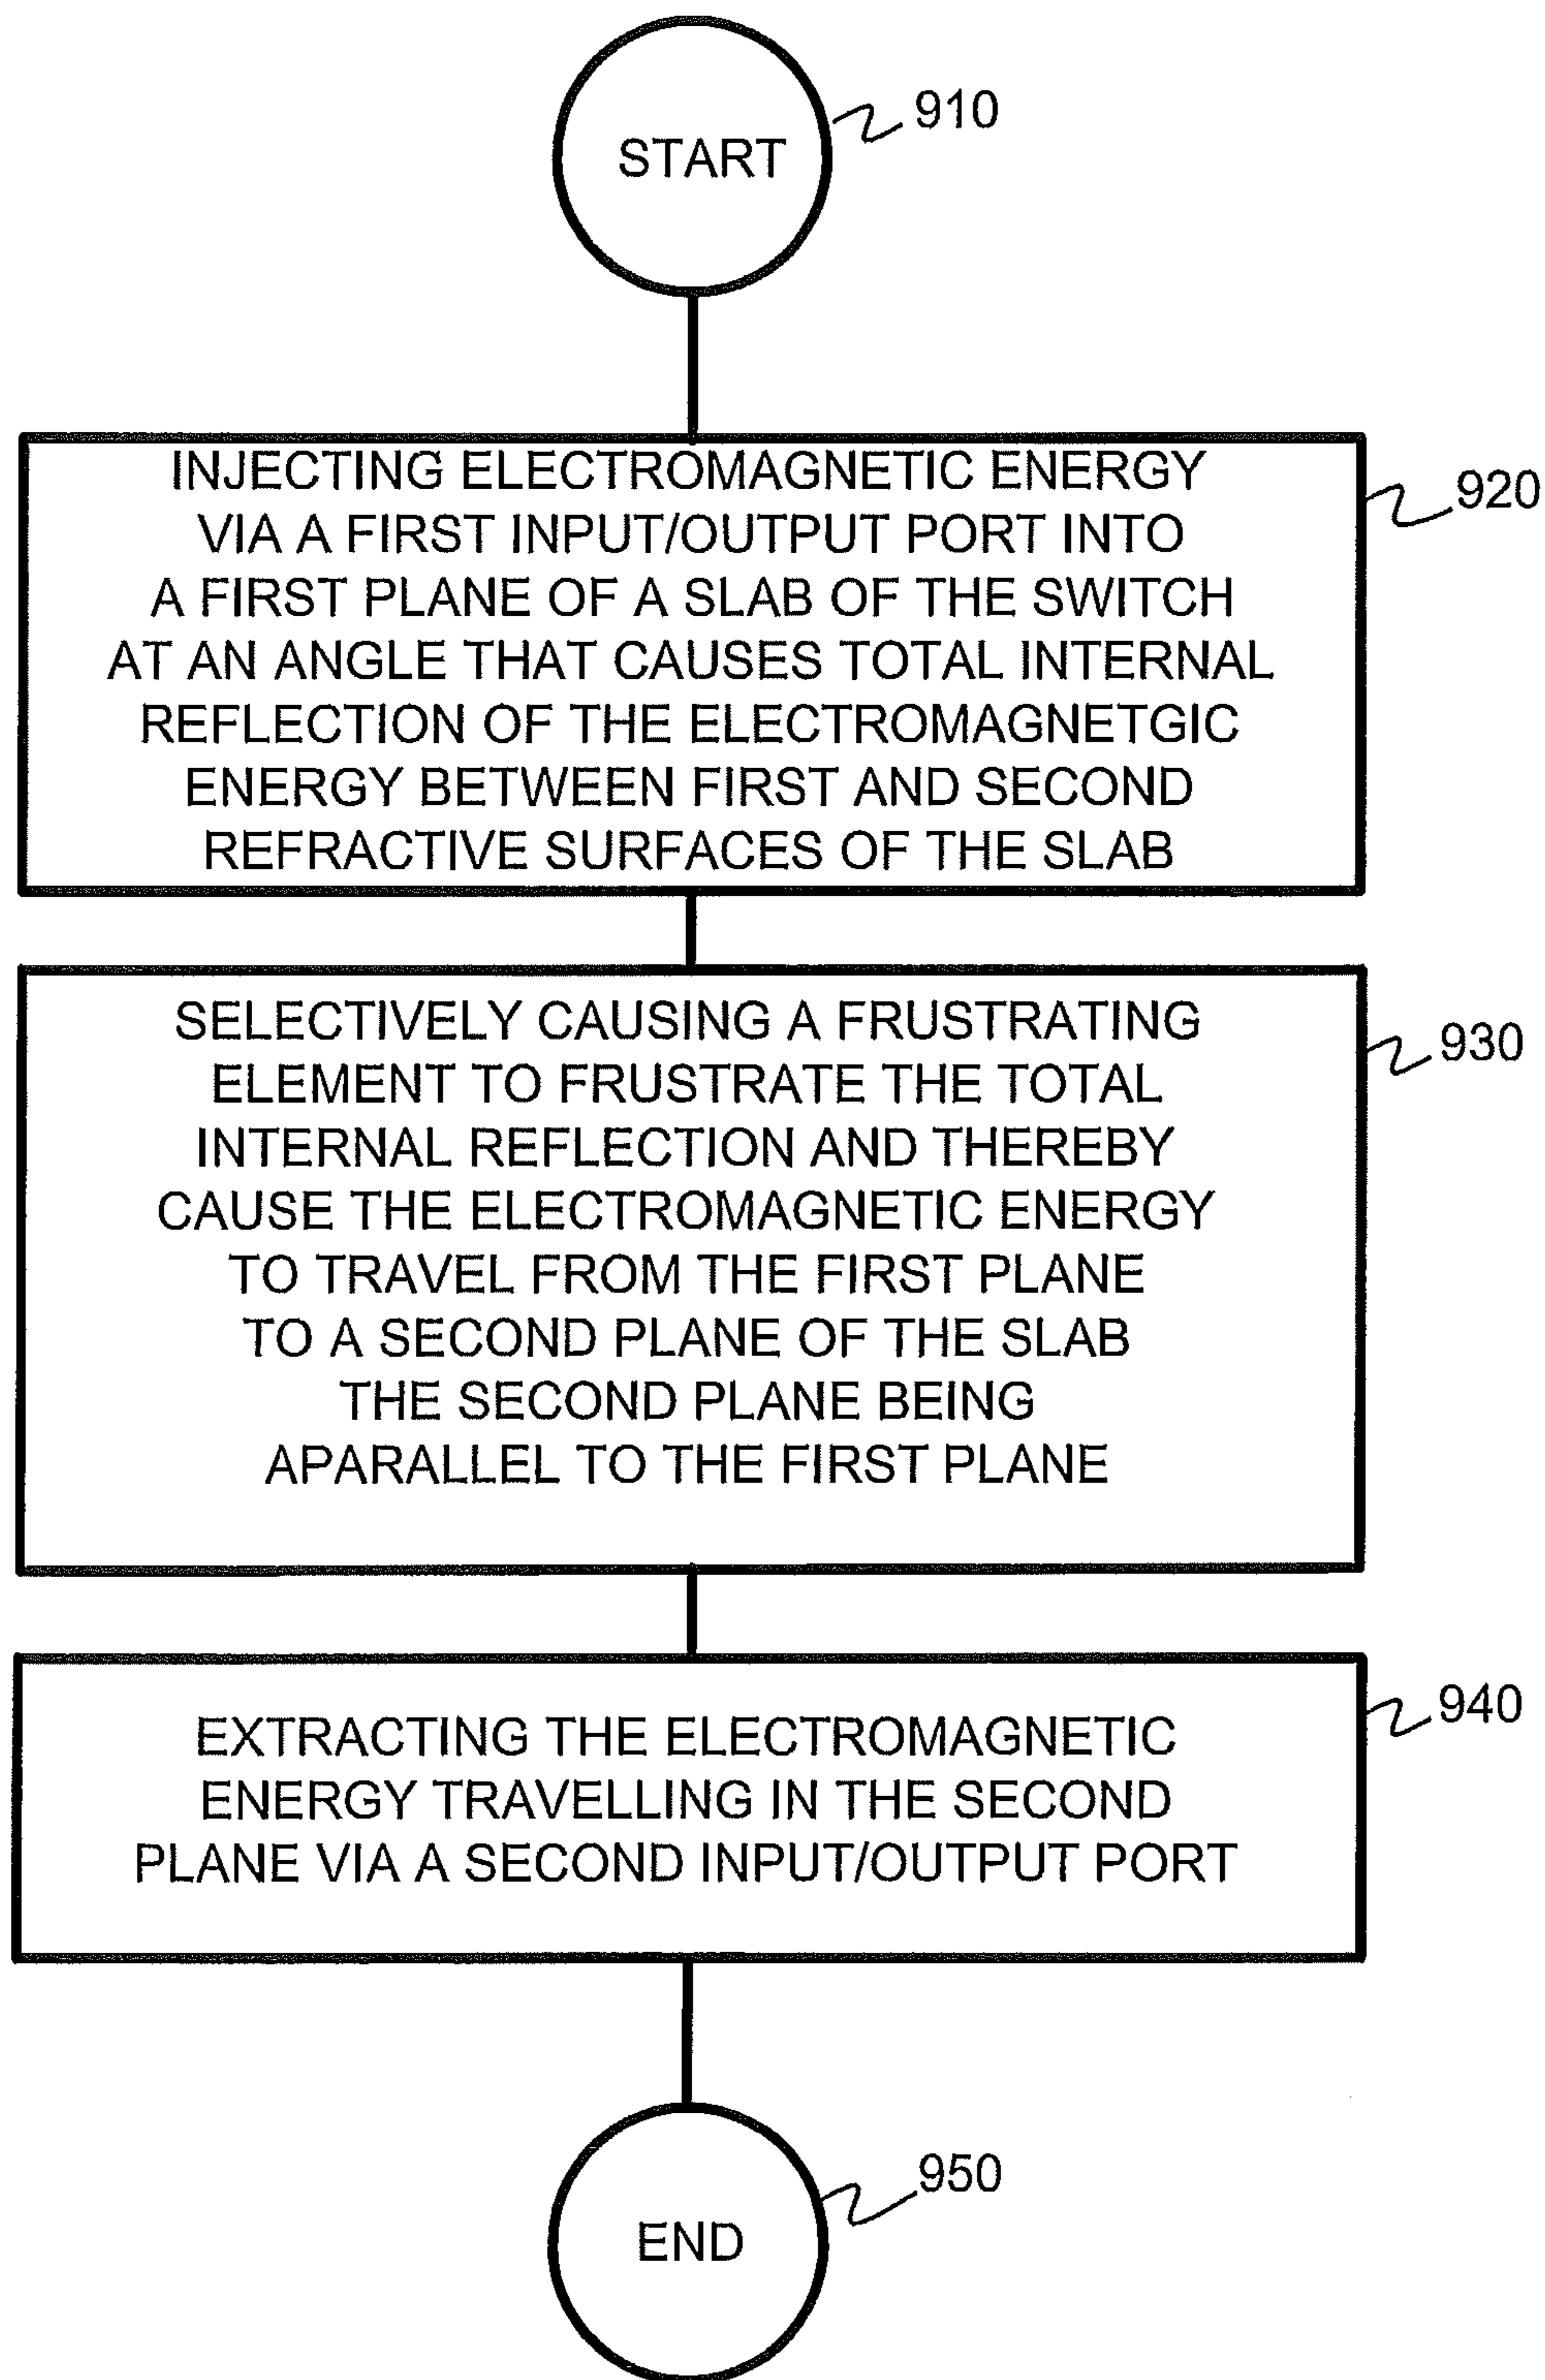 START
910
INJECTING ELECTROMAGNETIC ENERGY
VIA A FIRST INPUT/OUTPUT PORT INTO
A FIRST PLANE OF A SLAB OF THE SWITCH
AT AN ANGLE THAT CAUSES TOTAL INTERNAL
REFLECTION OF THE ELECTROMAGNETGIC
ENERGY BETWEEN FIRST AND SECOND
REFRACTIVE SURFACES OF THE SLAB
920
SELECTIVELY CAUSING A FRUSTRATING
ELEMENT TO FRUSTRATE THE TOTAL
INTERNAL REFLECTION AND THEREBY
CAUSE THE ELECTROMAGNETIC ENERGY
TO TRAVEL FROM THE FIRST PLANE
TO A SECOND PLANE OF THE SLAB
THE SECOND PLANE BEING
APARALLEL TO THE FIRST PLANE
930
EXTRACTING THE ELECTROMAGNETIC
ENERGY TRAVELLING IN THE SECOND
PLANE VIA A SECOND INPUT/OUTPUT PORT
940
END
950